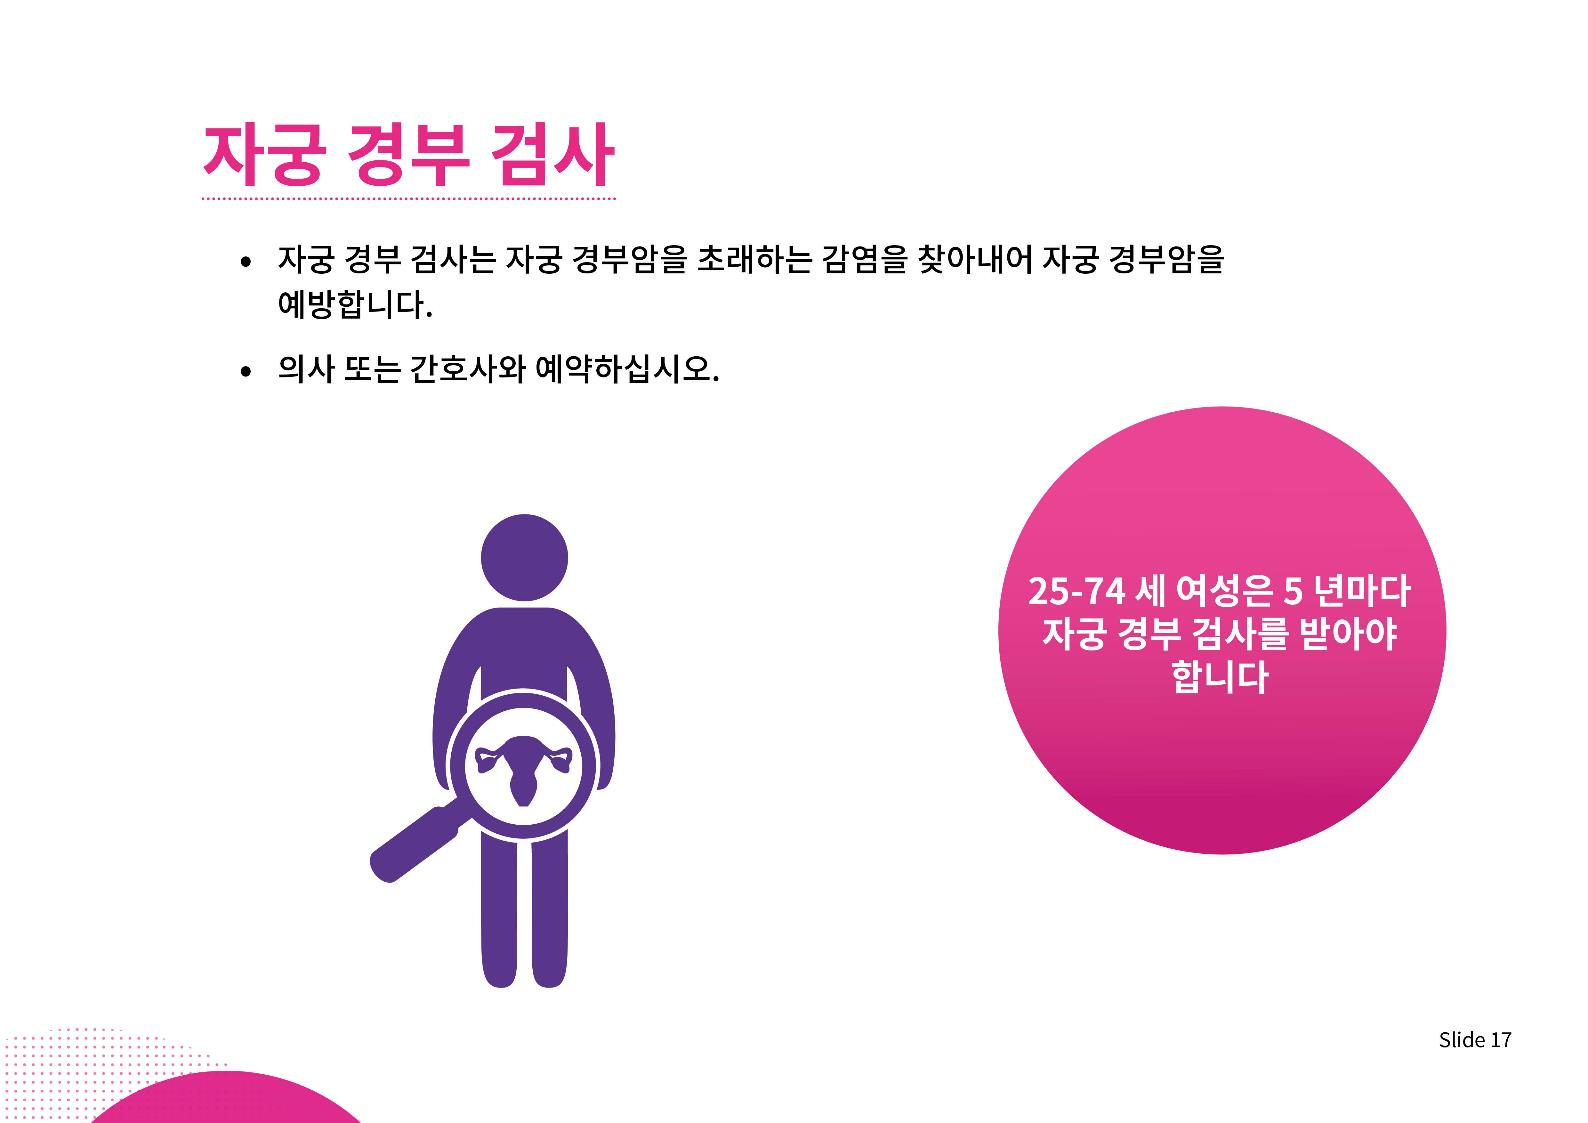 자궁 경부 검사
• 자궁 경부 검사는 자궁 경부암을 초래하는 감염을 찾아내어 자궁 경부암을
예방합니다.
• 의사 또는 간호사와 예약하십시오.
25-74 세 여성은 5 년마다
자궁 경부 검사를 받아야
합니다
Slide 17